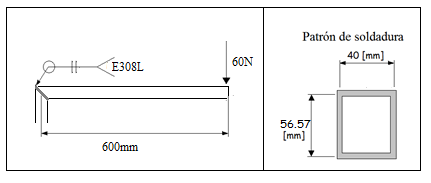 E308L
60N
600mm
Patrón de soldadura
40 [mm]
56.57
[mm]